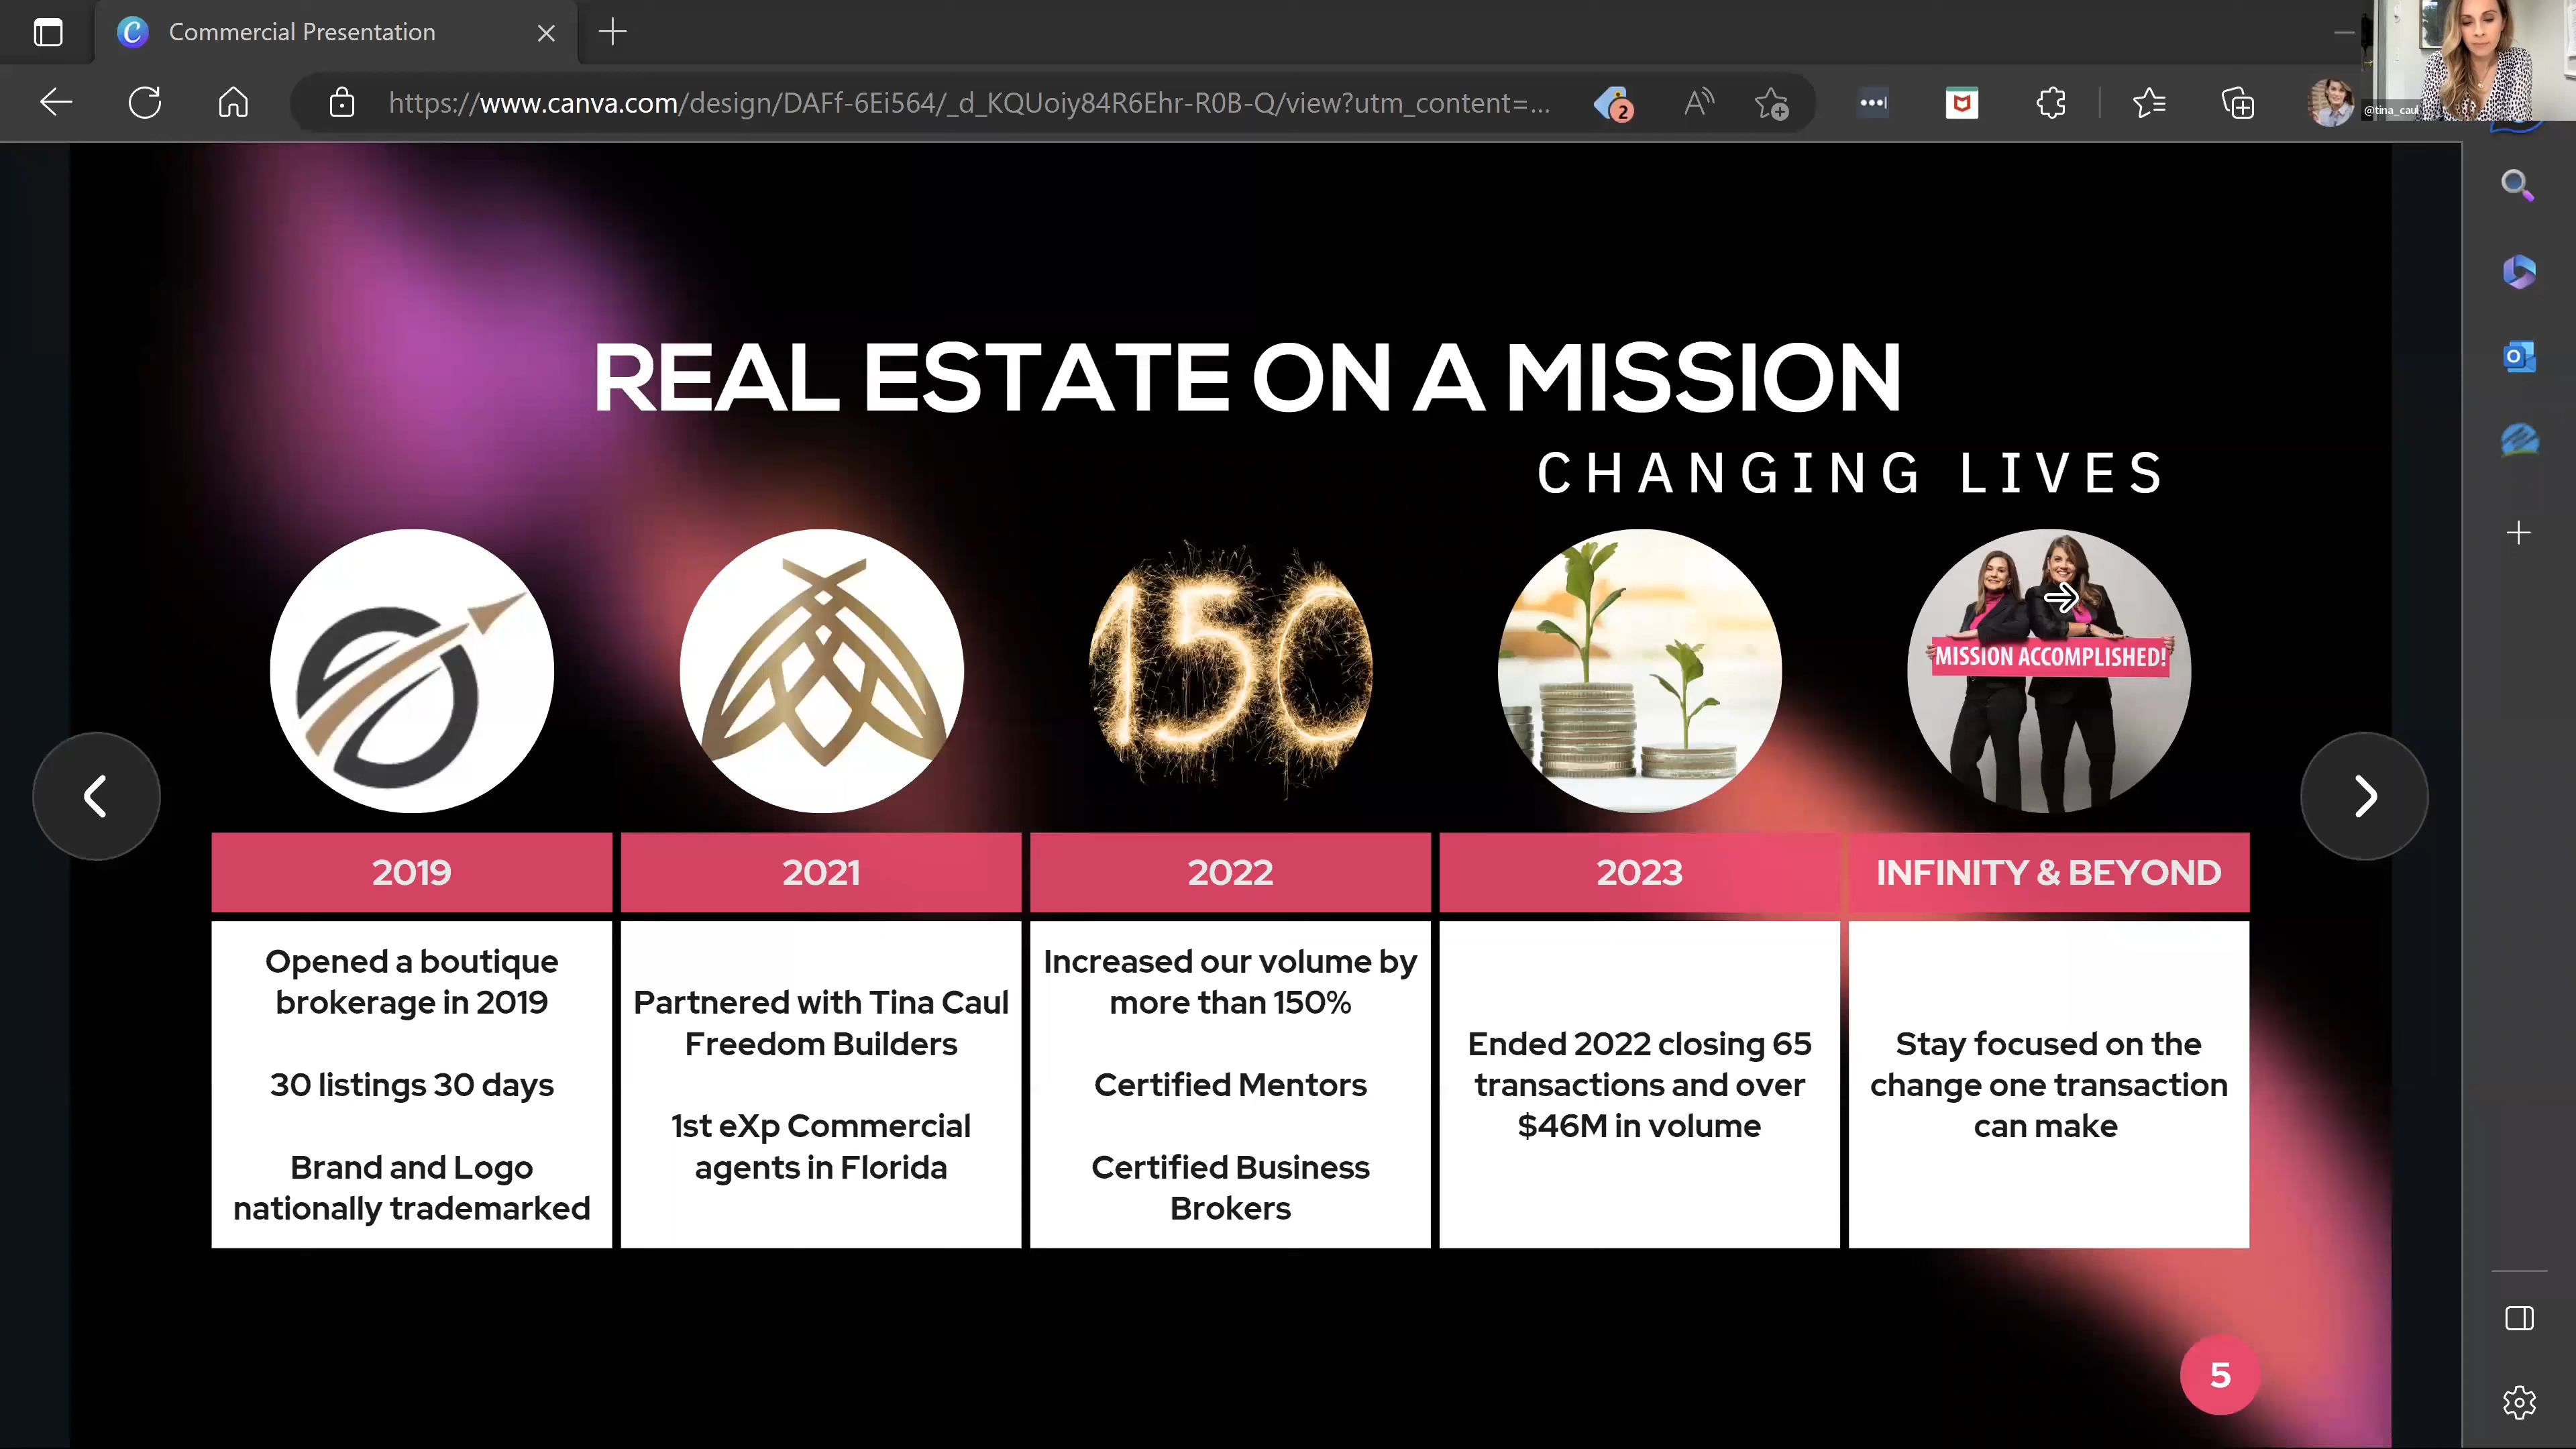 Commercial Presentation
https://www.canva.com/design/DAFf-6Ei564/_d_KQUoiy84R6Ehr-R0B-Q/view?utm_content=...
2
@tina_caul
REAL ESTATE ON A MISSION
CHANGING LIVES
150
MISSION ACCOMPLISHED!
2019
Opened a boutique
brokerage in 2019
30 listings 30 days
Brand and Logo
nationally trademarked
2021
Partnered with Tina Caul
Freedom Builders
1st eXp Commercial
agents in Florida
2022
Increased our volume by
more than 150%
Certified Mentors
Certified Business
Brokers
2023
Ended 2022 closing 65
transactions and over
$46M in volume
INFINITY & BEYOND
Stay focused on the
change one transaction
can make
5